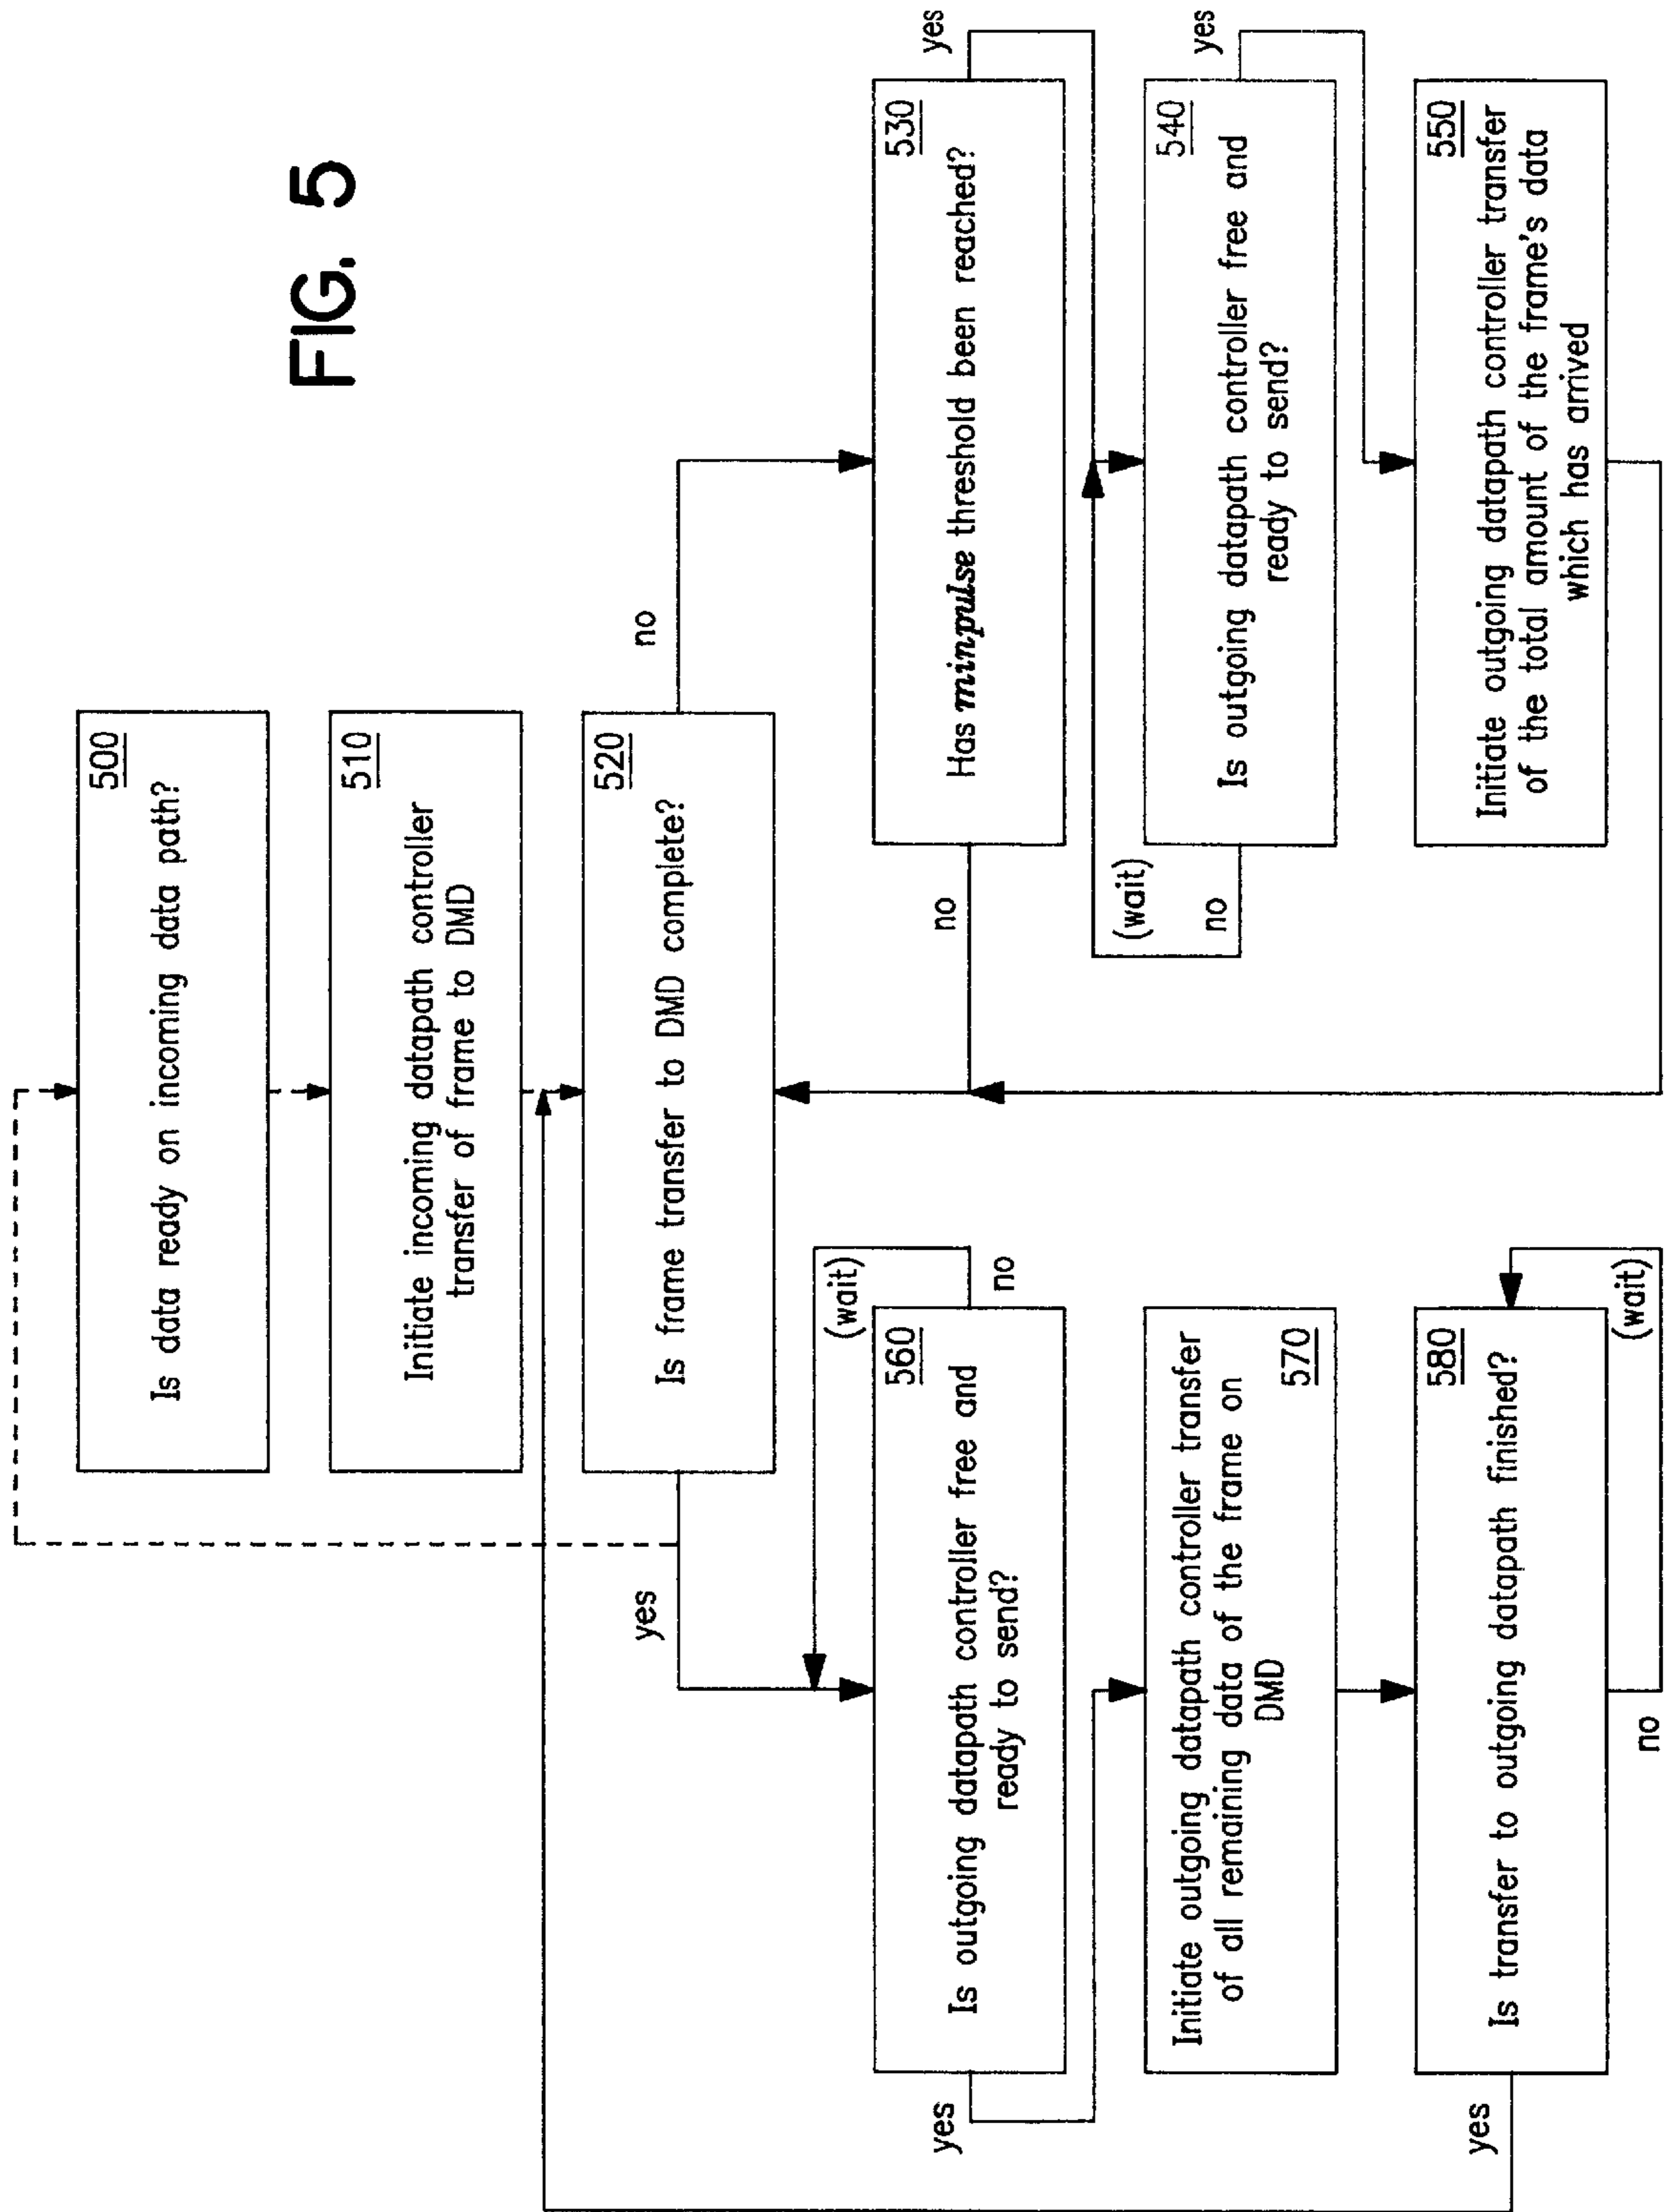 FIG. 5
500
Is data ready on incoming data path?
510
Initiate incoming datapath controller
transfer of frame to DMD
520
Is frame transfer to DMD complete?
yes
no
(wait)
no
560
Is outgoing datapath controller free and
ready to send?
yes
Initiate outgoing datapath controller transfer
of all remaining data of the frame on
DMD
570
580
Is transfer to outgoing datapath finished?
yes
no
(wait)
530
Has minpulse threshold been reached?
no
yes
(wait)
no
540
Is outgoing datapath controller free and
ready to send?
yes
550
Initiate outgoing datapath controller transfer
of the total amount of the frame's data
which has arrived